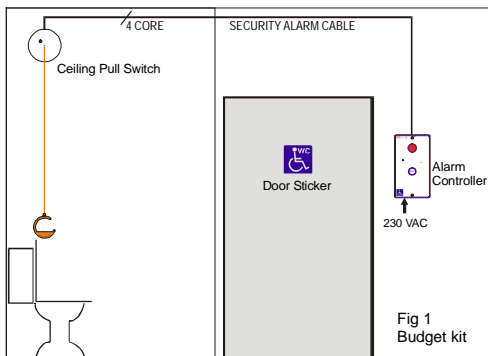 4 CORE
SECURITY ALARM CABLE
Ceiling Pull Switch
WC
Door Sticker
Alarm
Controller
230 VAC
Fig 1
Budget kit